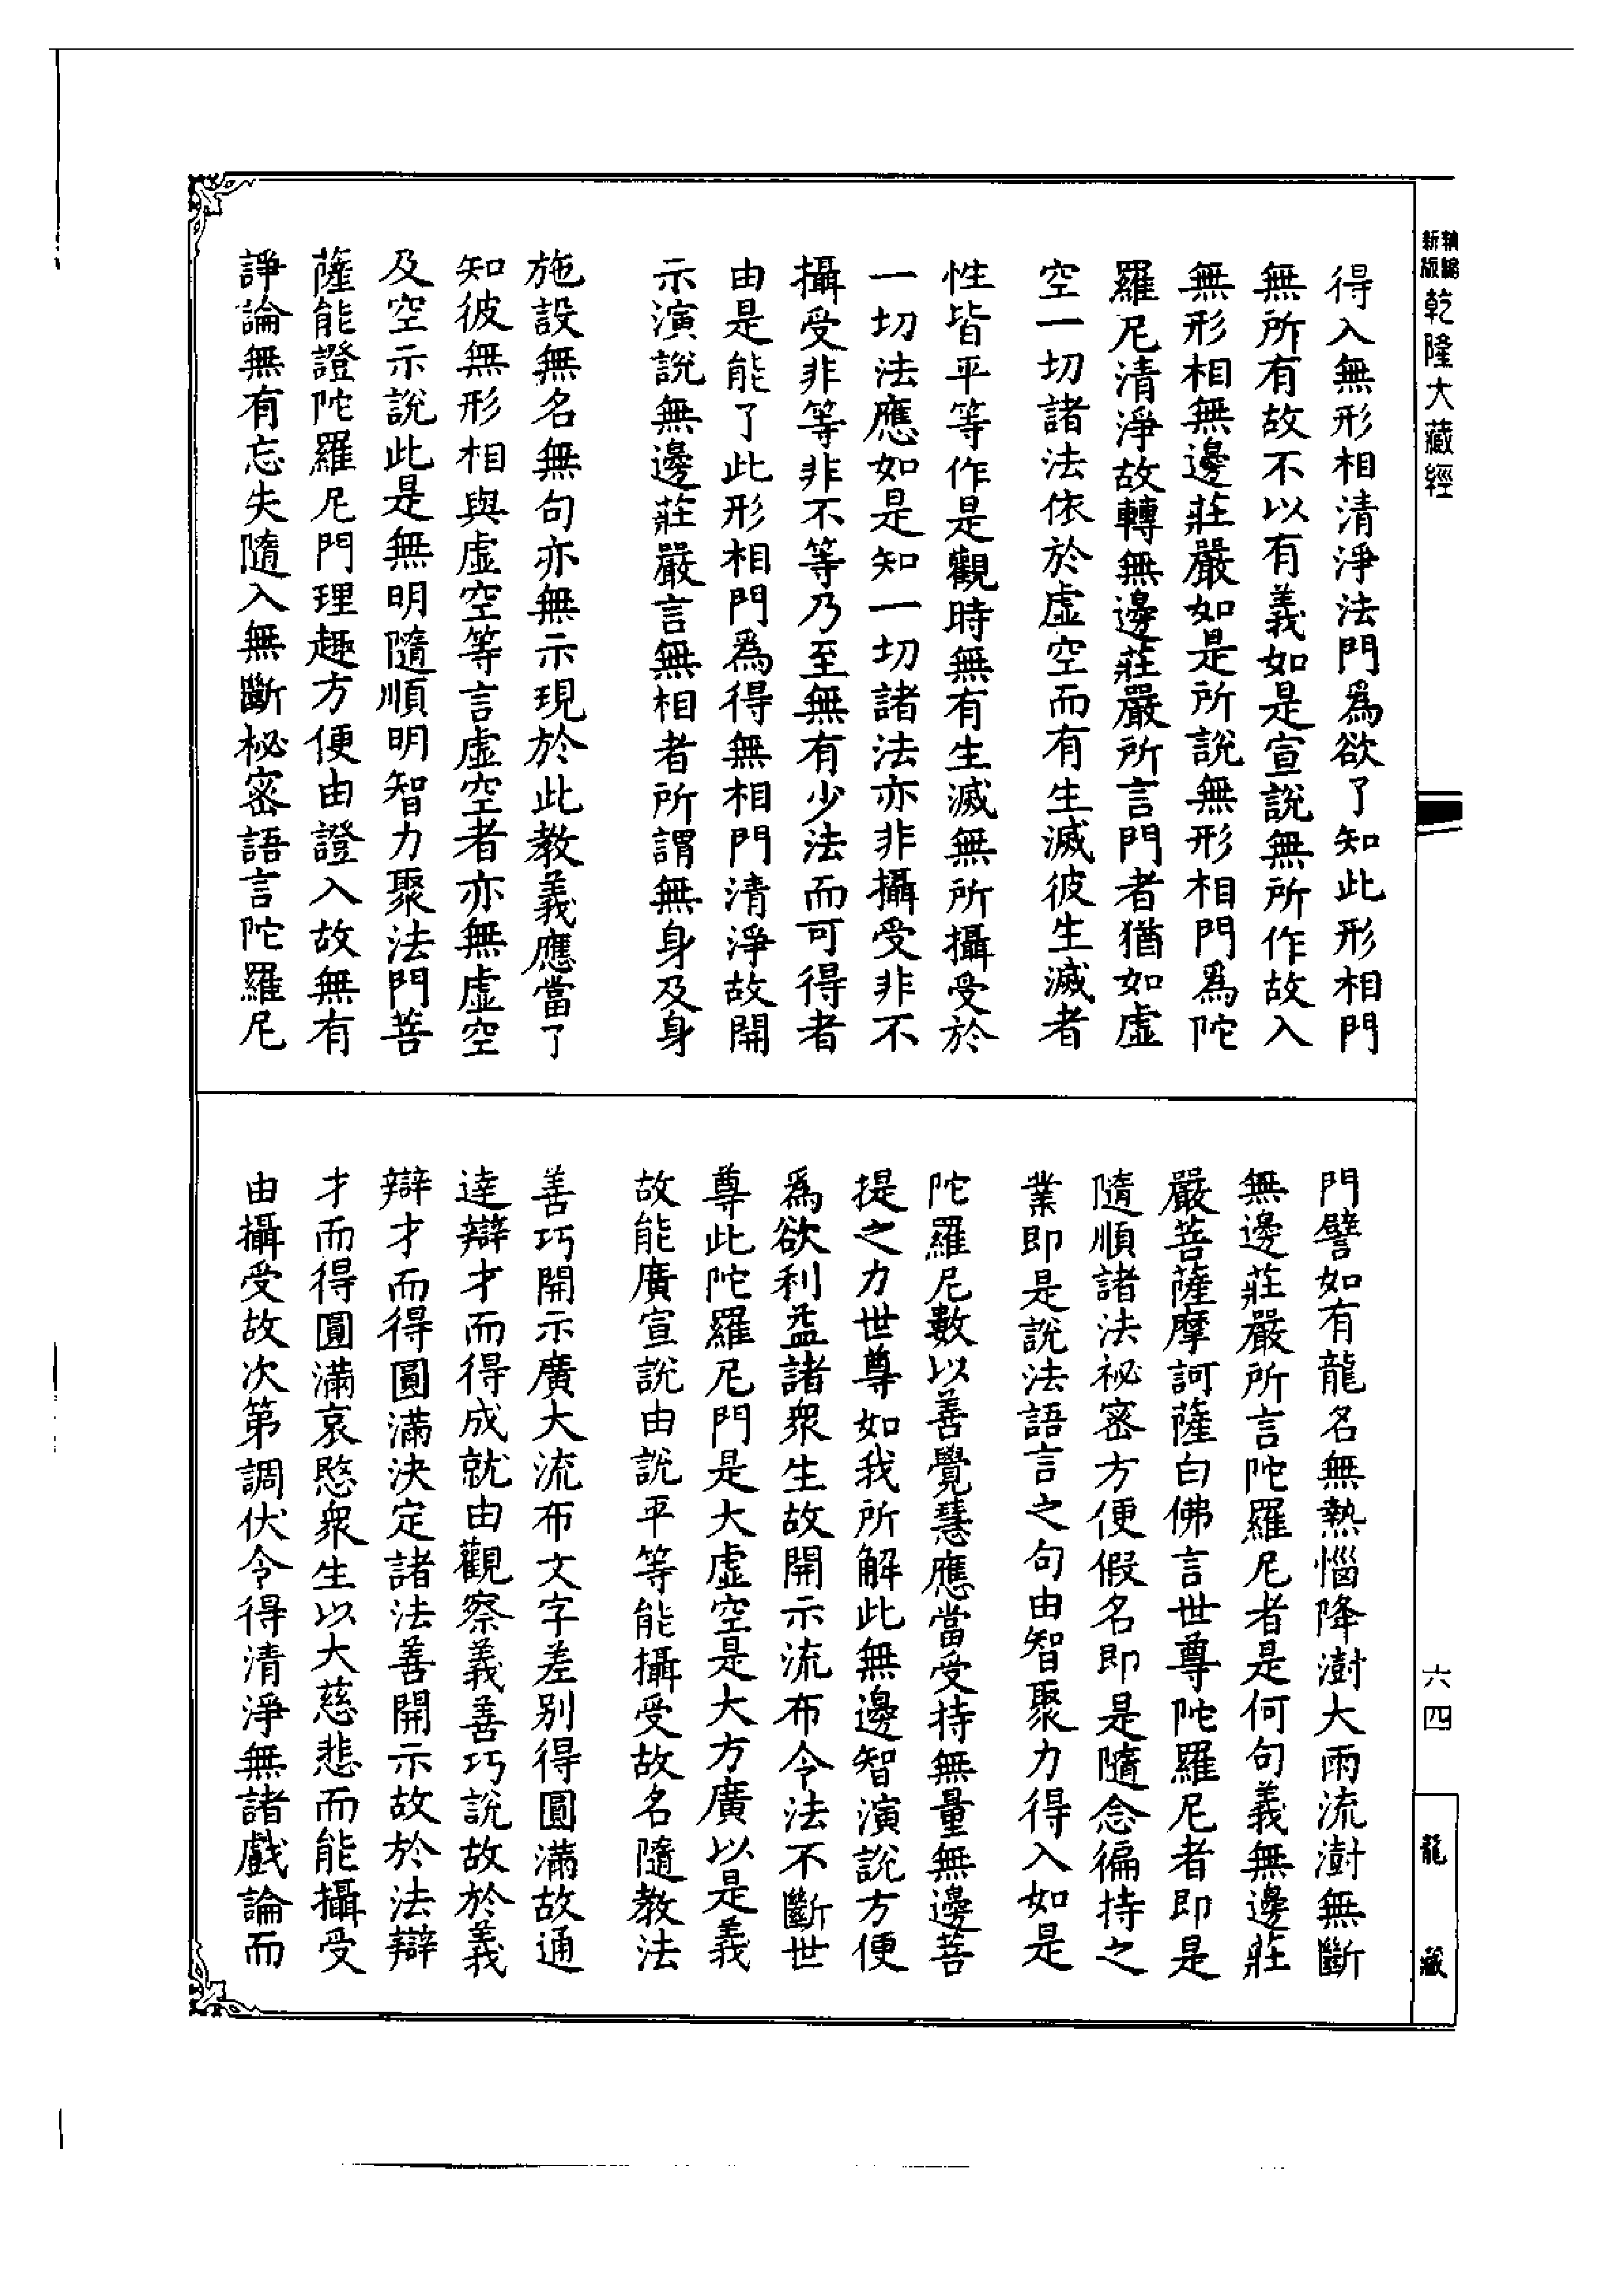 新版
乾隆大藏經
得入無形相清淨法門爲欲了知此形相門
無所有故不以有義如是宣說無所作故入
無形相無邊莊嚴如是所說無形相門爲陀
羅尼清淨故轉無邊莊嚴所言門者猶如虛
空一切諸法依於虛空而有生滅彼生滅者
性皆平等作是觀時無有生滅無所攝受於
一切法應如是知一切諸法亦非攝受非不
攝受非等非不等乃至無有少法而可得者
由是能了此形相門爲得無相門清淨故開
示演說無邊莊嚴言無相者所謂無身及身
施設無名無句亦無示現於此教義應當了
知彼無形相與虛空等言虛空者亦無虛空
及空示說此是無明隨順明智力聚法門菩
薩能證陀羅尼門理趣方便由證入故無有
諍論無有忘失隨入無斷祕密語言陀羅尼
門譬如有龍名無熱惱降澍大雨流澍無斷
無邊莊嚴所言陀羅尼者是何句義無邊莊
嚴菩薩摩訶薩白佛言世尊陀羅尼者即是
隨順諸法祕密方便假名即是隨念徧持之
業即是說法語言之句由智聚力得入如是
陀羅尼數以善覺慧應當受持無量無邊菩
提之力世尊如我所解此無邊智演說方便
爲欲利益諸衆生故開示流布令法不斷世
尊此陀羅尼門是大虛空是大方廣以是義
故能廣宣說由說平等能攝受故名隨教法
善巧開示廣大流布文字差別得圓滿故通
達辯才而得成就由觀察義善巧說故於義
辯才而得圓滿決定諸法善開示故於法辯
才而得圓滿哀愍衆生以大慈悲而能攝受
由攝受故次第調伏令得清淨無諸戲論而
六四
龍藏